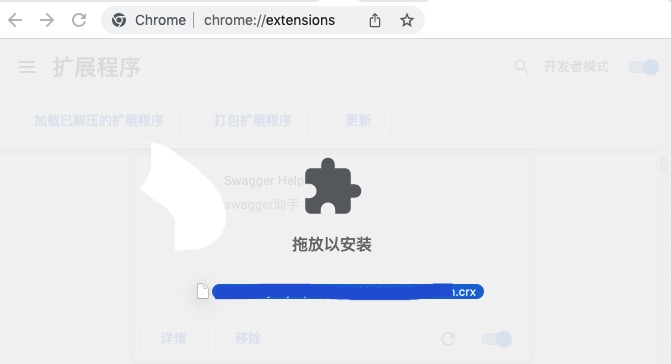 Chrome | chrome://extensions
扩展程序
开发者模式
加载已解压的扩展程序
打包扩展程序
更新
Swagger Help
swagger助手
拖放以安装
.crx
详情
移除